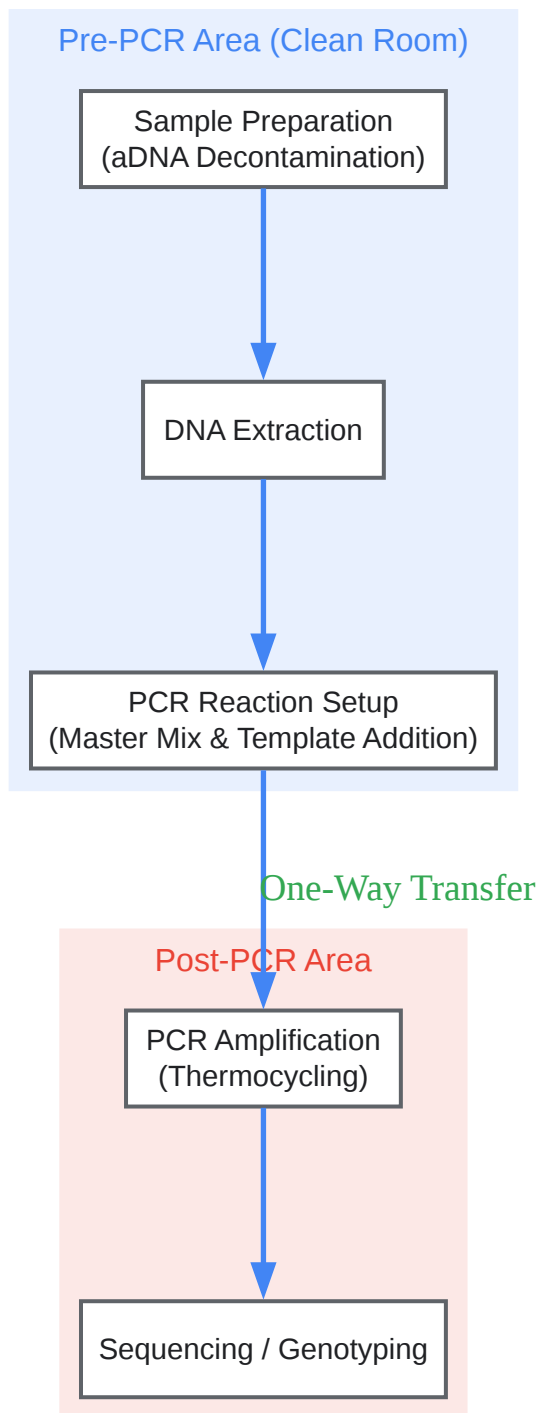 Pre-PCR Area (Clean Room)
Sample Preparation
(aDNA Decontamination)
DNA Extraction
PCR Reaction Setup
(Master Mix & Template Addition)
One-Way Transfer
Post-PCR Area
PCR Amplification
(Thermocycling)
Sequencing / Genotyping